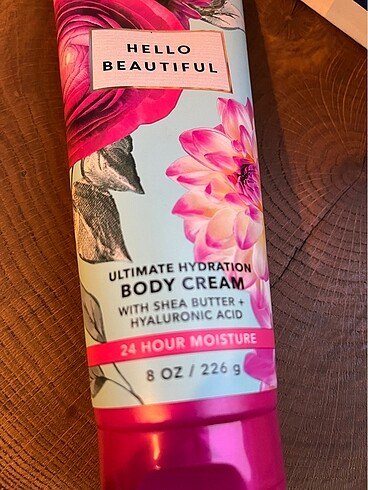 HELLO
BEAUTIFUL
ULTIMATE HYDRATION
BODY CREAM
WITH SHEA BUTTER +
HYALURONIC ACID
24 HOUR MOISTURE
8 OZ / 226 g